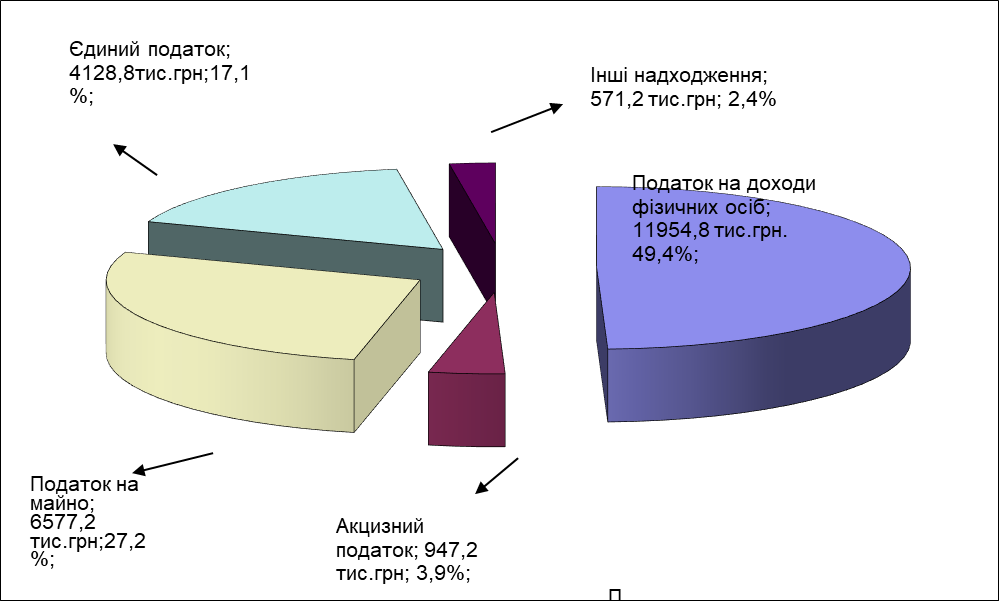 Єдиний податок;
4128,8тис.грн;17,1
%;
Інші надходження;
571,2 тис.грн; 2,4%
Податок на доходи
фізичних осіб;
11954,8 тис.грн.
49,4%;
Податок на
майно;
6577,2
тис.грн;27,2
%;
Акцизний
податок; 947,2
тис.грн; 3,9%;